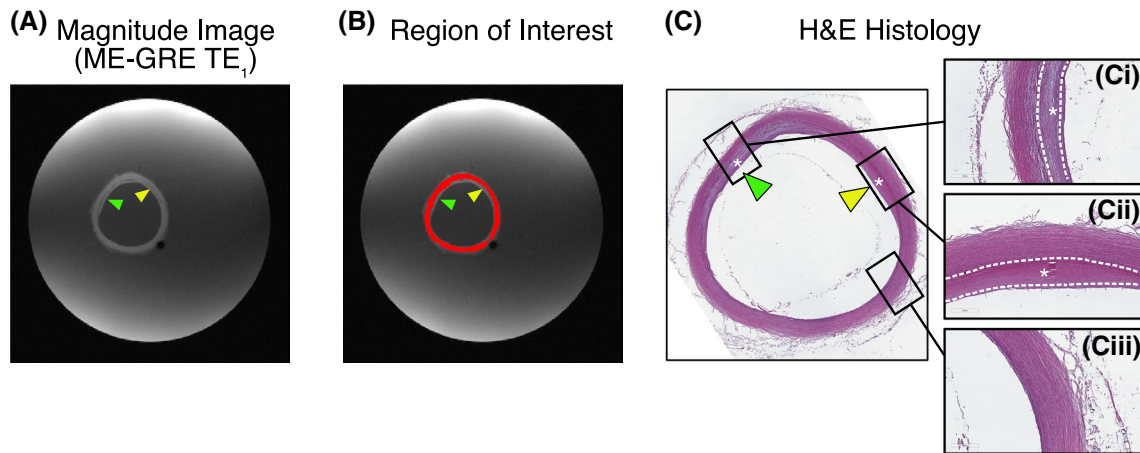 (A) Magnitude Image
(ME-GRE TE1)
(B) Region of Interest
(C) H&E Histology
(Ci)
*
*
*
(Cii)
*
(Ciii)